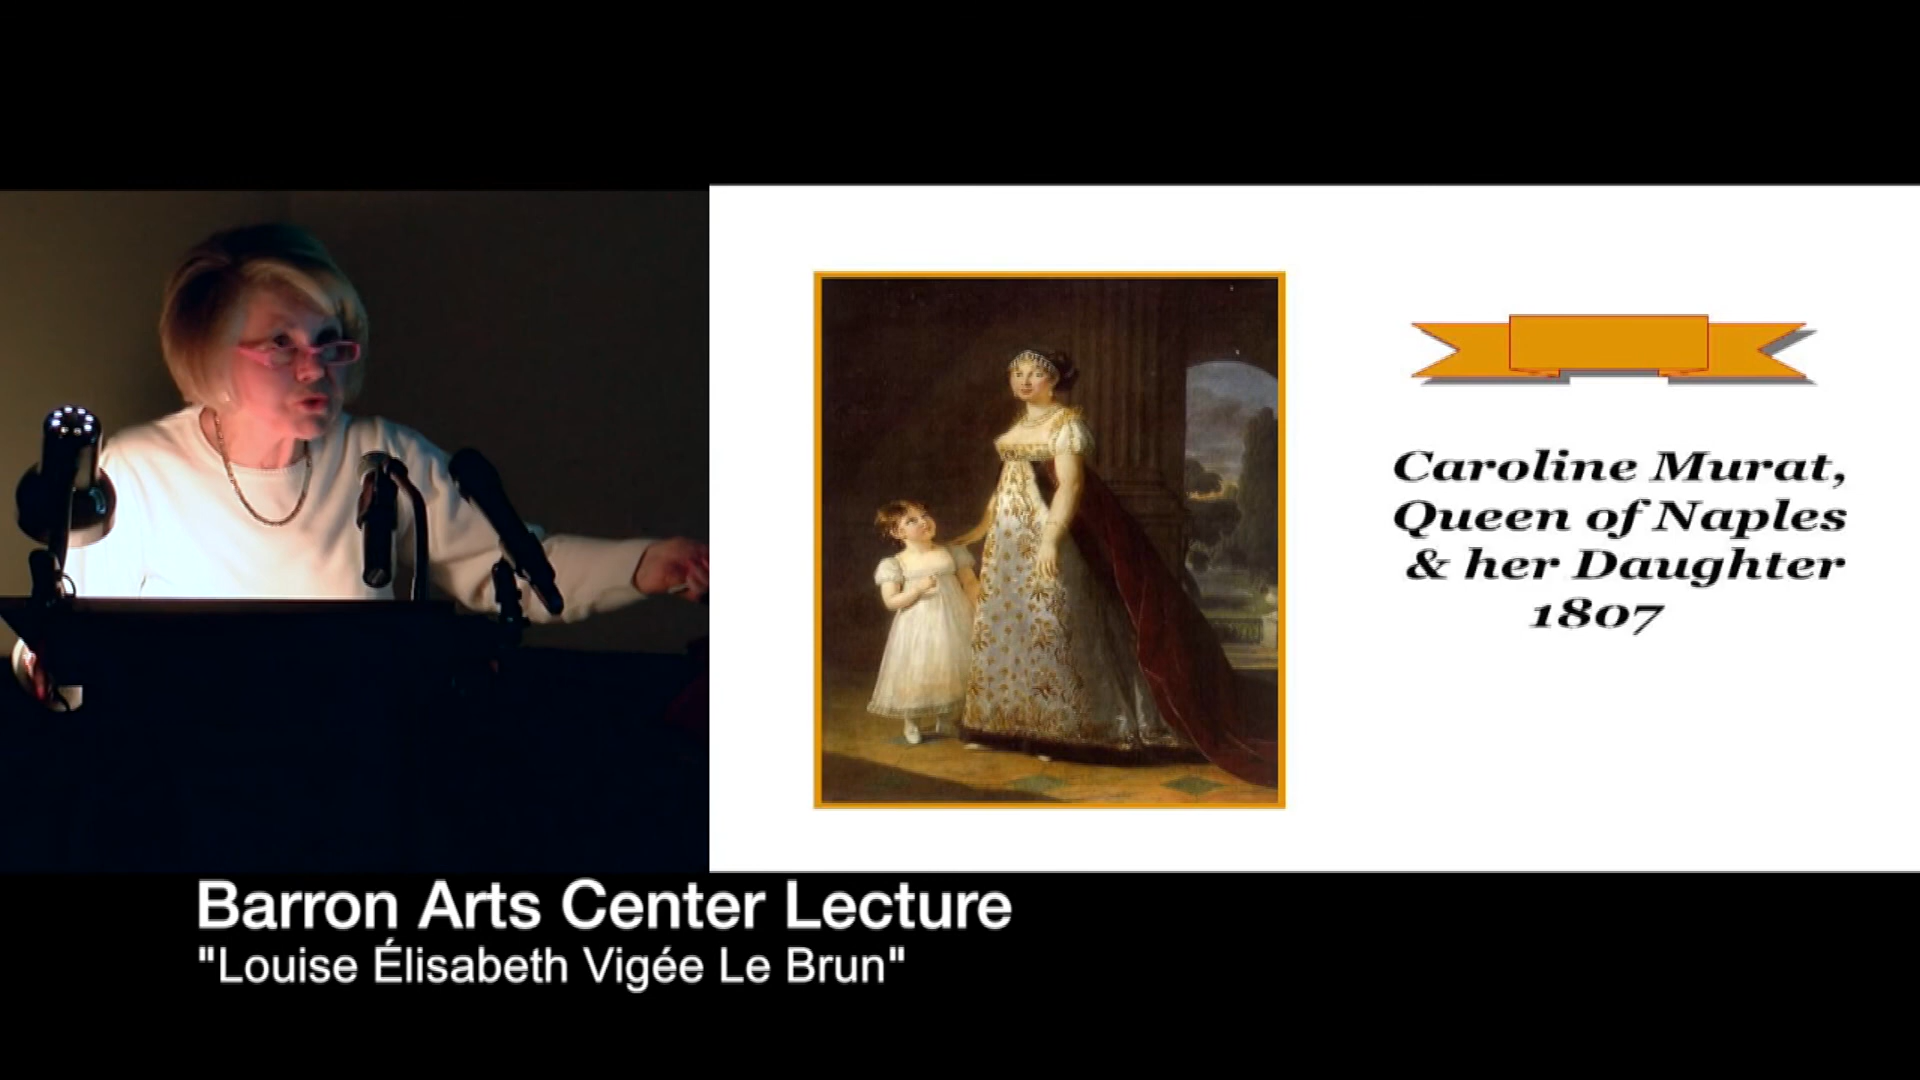 Caroline Murat,
Queen of Naples
& her Daughter
1807
Barron Arts Center Lecture
"Louise Élisabeth Vigée Le Brun"